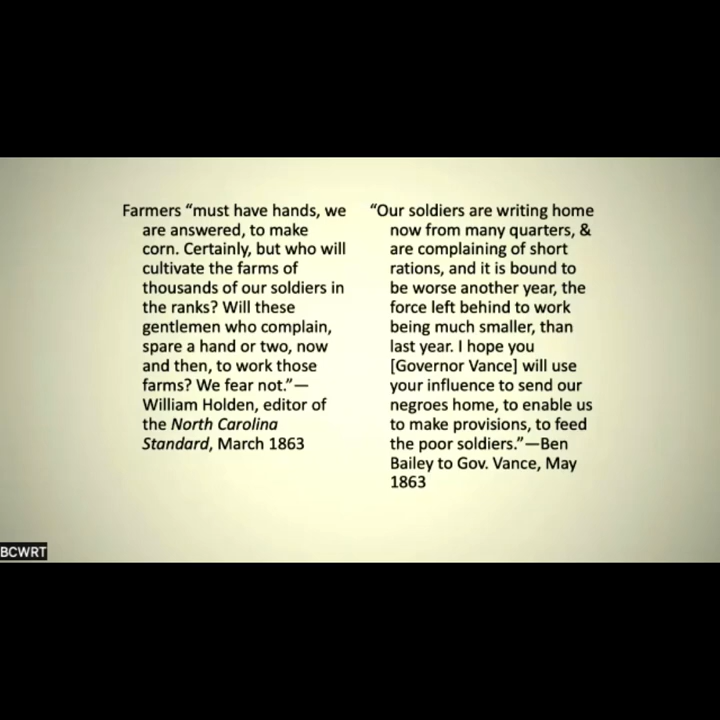 Farmers “must have hands, we
are answered, to make
corn. Certainly, but who will
cultivate the farms of
thousands of our soldiers in
the ranks? Will these
gentlemen who complain,
spare a hand or two, now
and then, to work those
farms? We fear not.”—
William Holden, editor of
the North Carolina
Standard, March 1863
“Our soldiers are writing home
now from many quarters, &
are complaining of short
rations, and it is bound to
be worse another year, the
force left behind to work
being much smaller, than
last year. I hope you
[Governor Vance] will use
your influence to send our
negroes home, to enable us
to make provisions, to feed
the poor soldiers.”—Ben
Bailey to Gov. Vance, May
1863
BCWRT